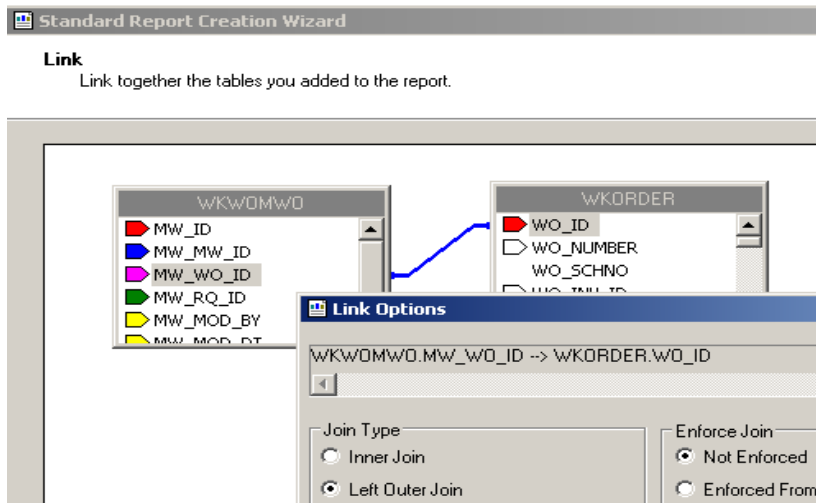 Standard Report Creation Wizard
Link
Link together the tables you added to the report.
WKWOMWO
MW_ID
MW_MW_ID
MW_WO_ID
MW_RQ_ID
MW_MOD_BY
MW_MOD_DT
WKORDER
WO_ID
WO_NUMBER
WO_SCHNO
Link Options
WKWOMWO.MW_WO_ID --> WKORDER.WO_ID
Join Type
Inner Join
Left Outer Join
Enforce Join
Not Enforced
Enforced From